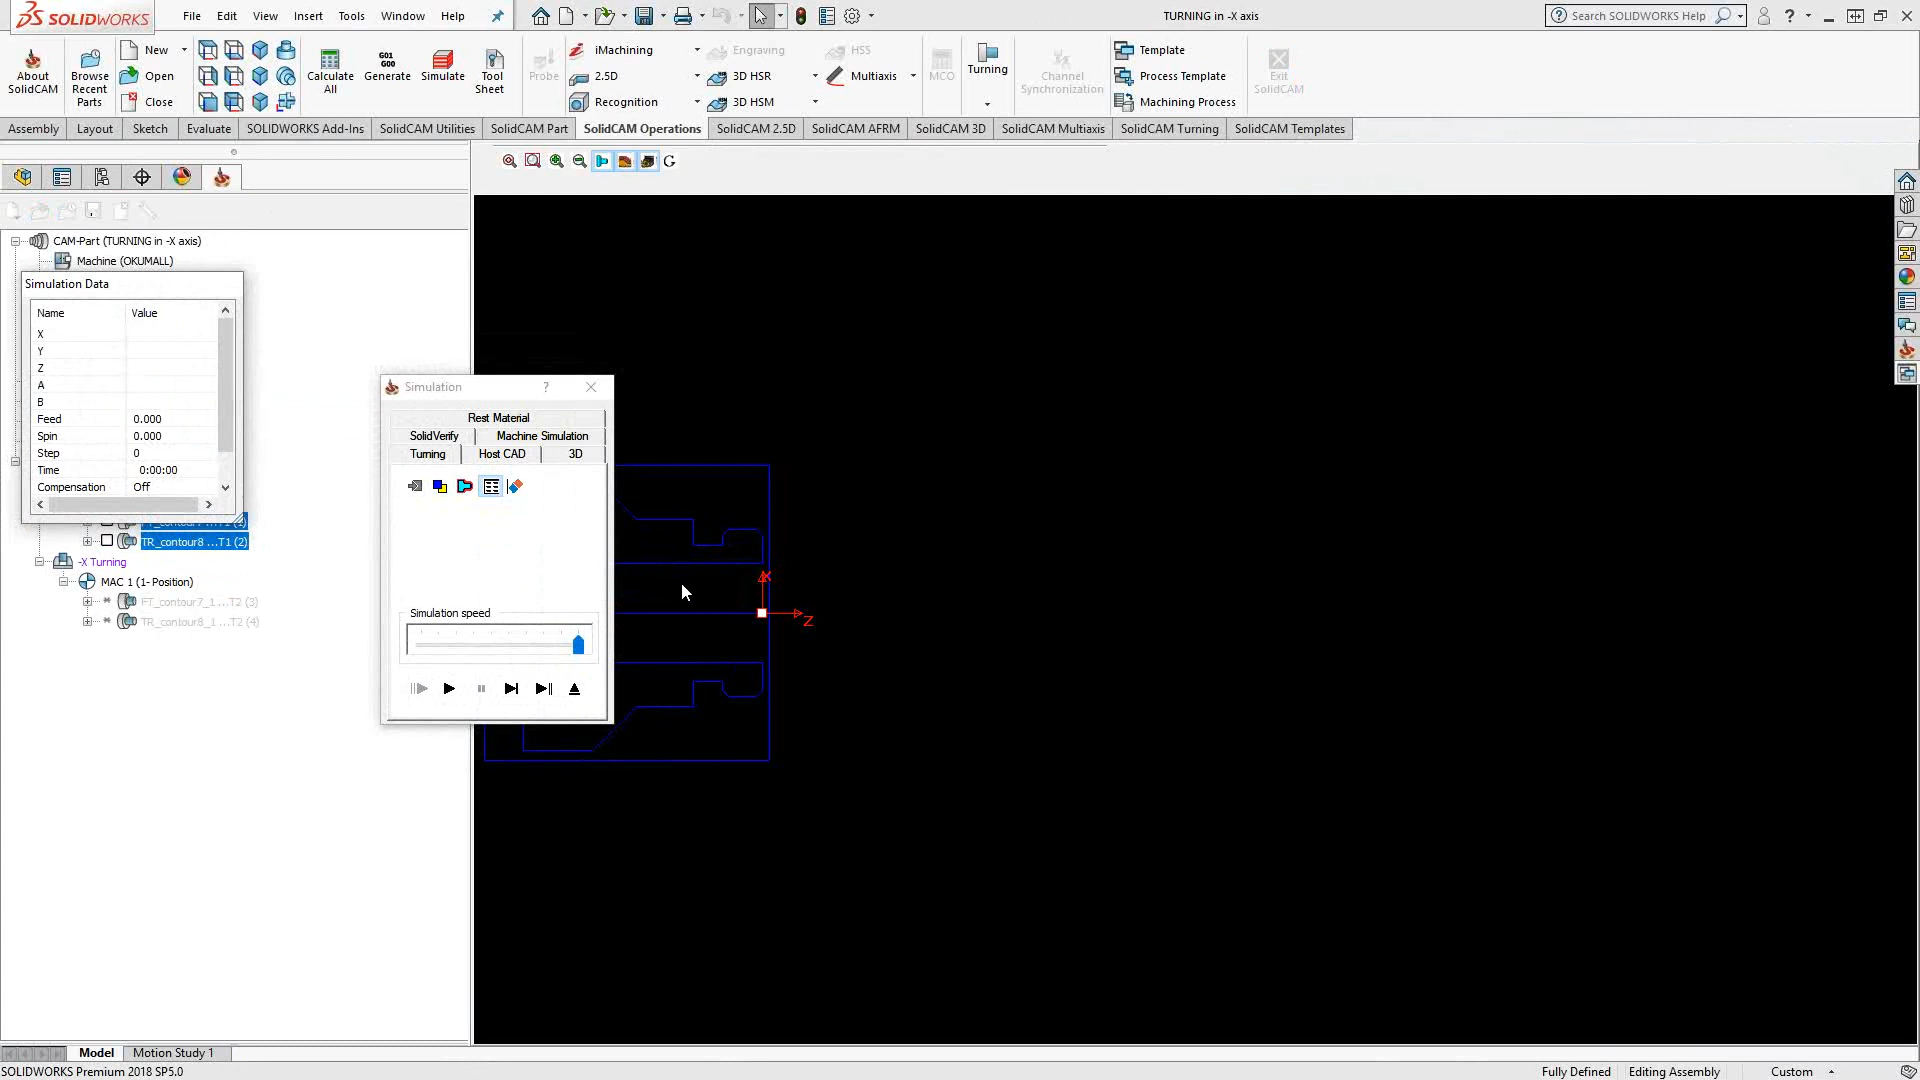 SOLIDWORKS
File Edit View Insert Tools Window Help
TURNING in -X axis
Search SOLIDWORKS Help
?
About SolidCAM
Browse Recent Parts
New
Open
Close
Calculate All
G01 G00
Generate
Simulate
Tool Sheet
Probe
iMachining
2.5D
Recognition
Engraving
3D HSR
3D HSM
HSS
Multiaxis
MCO
Turning
Channel Synchronization
Template
Process Template
Machining Process
Exit SolidCAM
Assembly Layout Sketch Evaluate SOLIDWORKS Add-Ins SolidCAM Utilities SolidCAM Part SolidCAM Operations SolidCAM 2.5D SolidCAM AFRM SolidCAM 3D SolidCAM Multiaxis SolidCAM Turning SolidCAM Templates
G
CAM-Part (TURNING in -X axis)
Machine (OKUMALL)
Simulation Data
Name Value
X
Y
Z
A
B
Feed 0.000
Spin 0.000
Step 0
Time 0:00:00
Compensation Off
TR_contour8 ...T1 (2)
-X Turning
MAC 1 (1- Position)
FT_contour7_1 ...T2 (3)
TR_contour8_1 ...T2 (4)
Simulation ?
Rest Material
SolidVerify Machine Simulation
Turning Host CAD 3D
Simulation speed
X
Z
Model Motion Study 1
SOLIDWORKS Premium 2018 SP5.0
Fully Defined Editing Assembly Custom